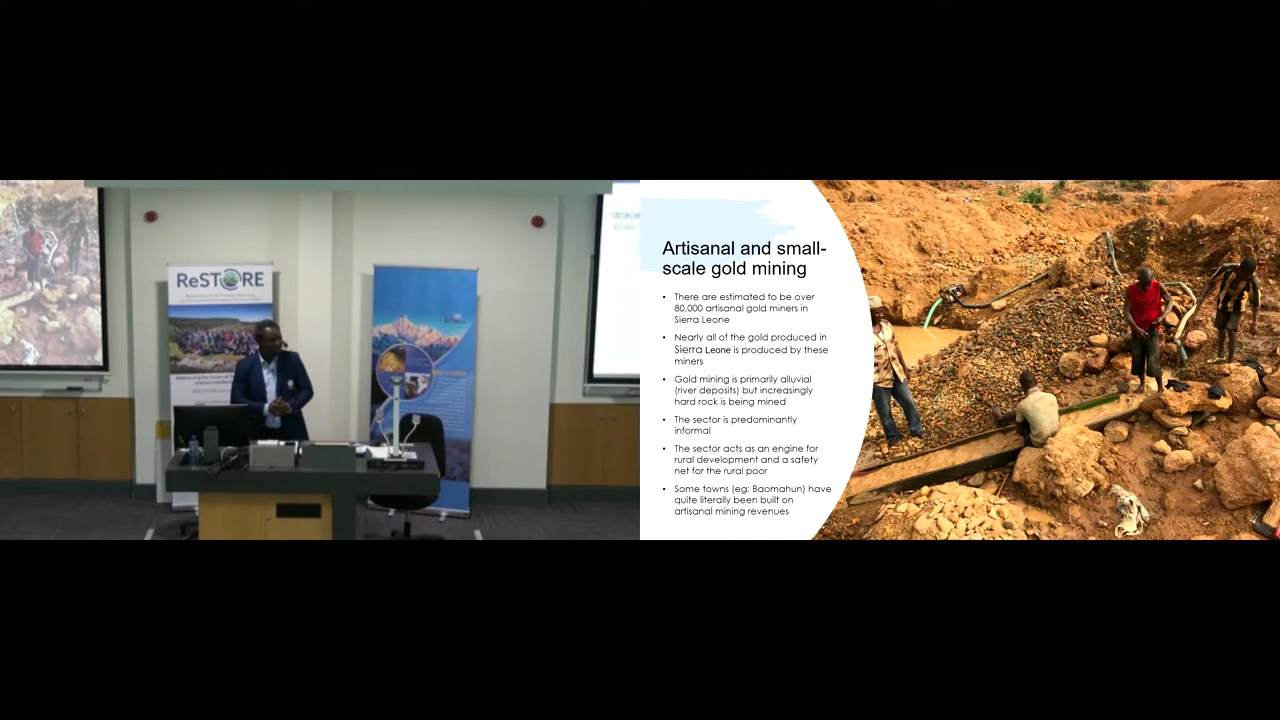 ReSTORE
Artisanal and small-
scale gold mining
• There are estimated to be over
80,000 artisanal gold miners in
Sierra Leone
• Nearly all of the gold produced in
Sierra Leone is produced by these
miners
• Gold mining is primarily alluvial
(river deposits) but increasingly
hard rock is being mined
• The sector is predominantly
informal
• The sector acts as an engine for
rural development and a safety
net for the rural poor
• Some towns (eg: Baomahun) have
quite literally been built on
artisanal mining revenues